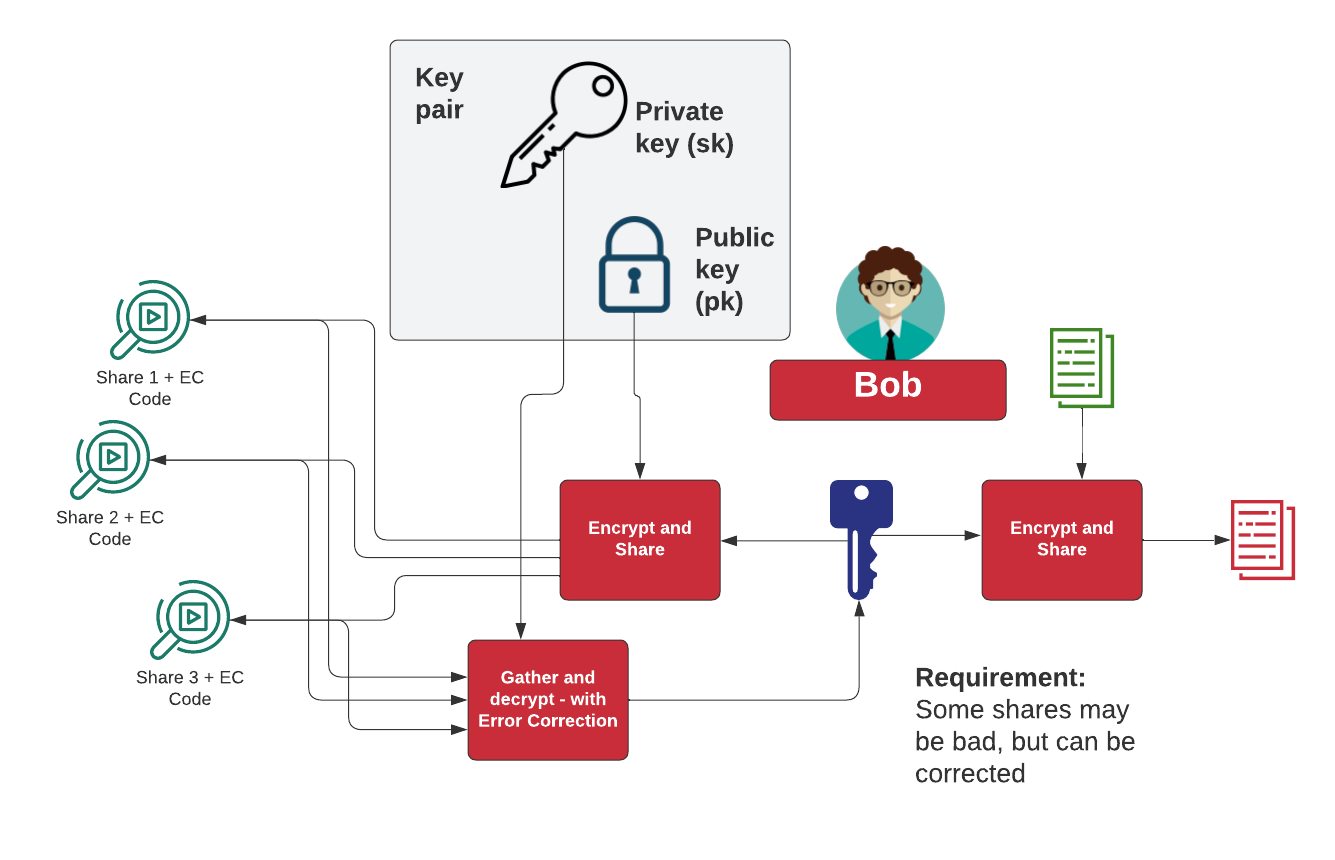 Key
pair
Private
key (sk)
Public
key
(pk)
Bob
Share 1 + EC
Code
Share 2 + EC
Code
Share 3 + EC
Code
Encrypt and
Share
Encrypt and
Share
Gather and
decrypt - with
Error Correction
Requirement:
Some shares may
be bad, but can be
corrected